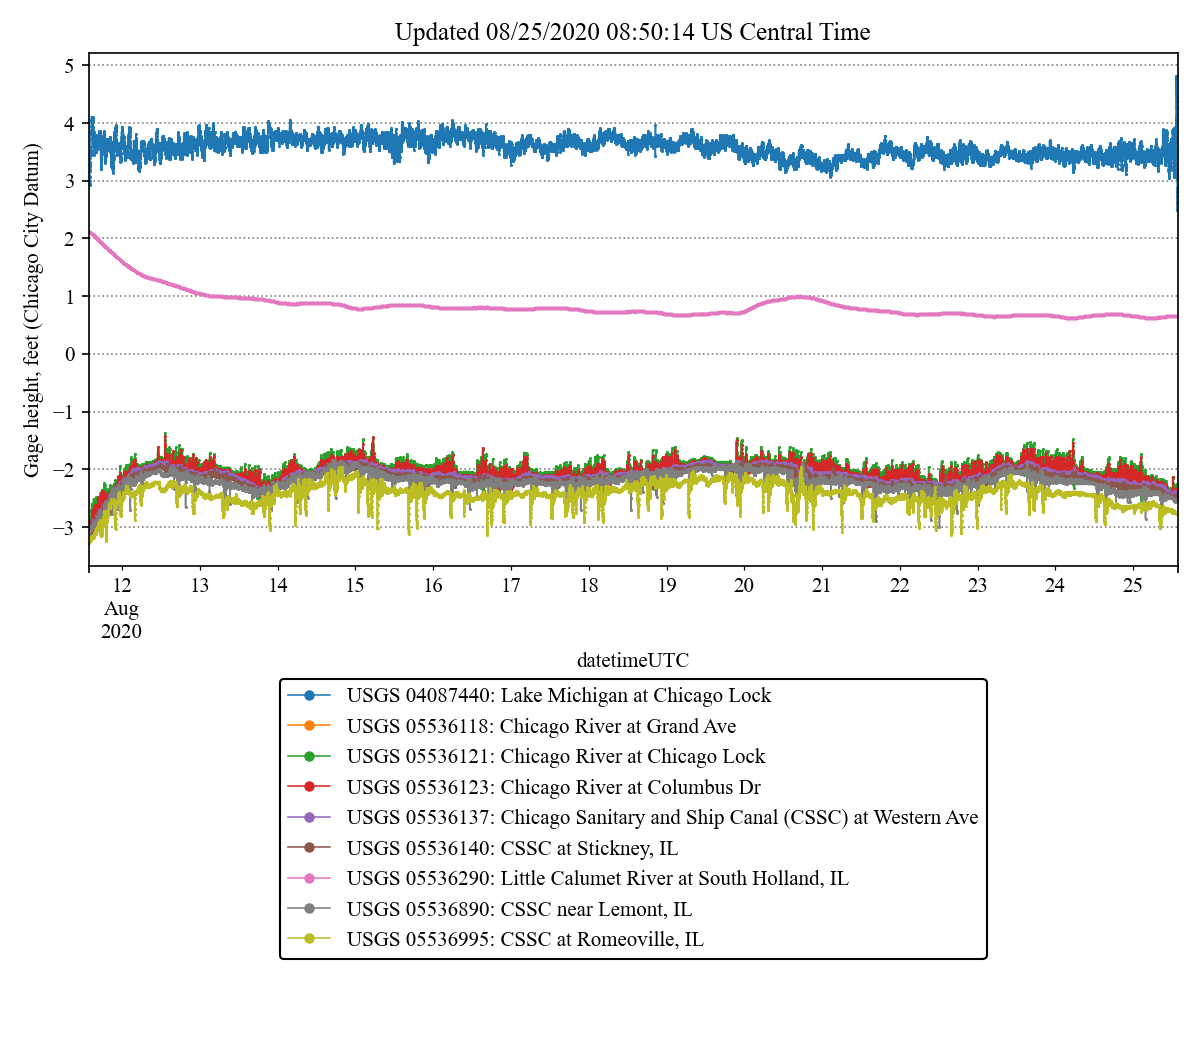 Updated 08/25/2020 08:50:14 US Central Time
Gage height, feet (Chicago City Datum)
5
4
3
2
1
0
−1
−2
−3
12 13 14 15 16 17 18 19 20 21 22 23 24 25
Aug
2020
datetimeUTC
USGS 04087440: Lake Michigan at Chicago Lock
USGS 05536118: Chicago River at Grand Ave
USGS 05536121: Chicago River at Chicago Lock
USGS 05536123: Chicago River at Columbus Dr
USGS 05536137: Chicago Sanitary and Ship Canal (CSSC) at Western Ave
USGS 05536140: CSSC at Stickney, IL
USGS 05536290: Little Calumet River at South Holland, IL
USGS 05536890: CSSC near Lemont, IL
USGS 05536995: CSSC at Romeoville, IL